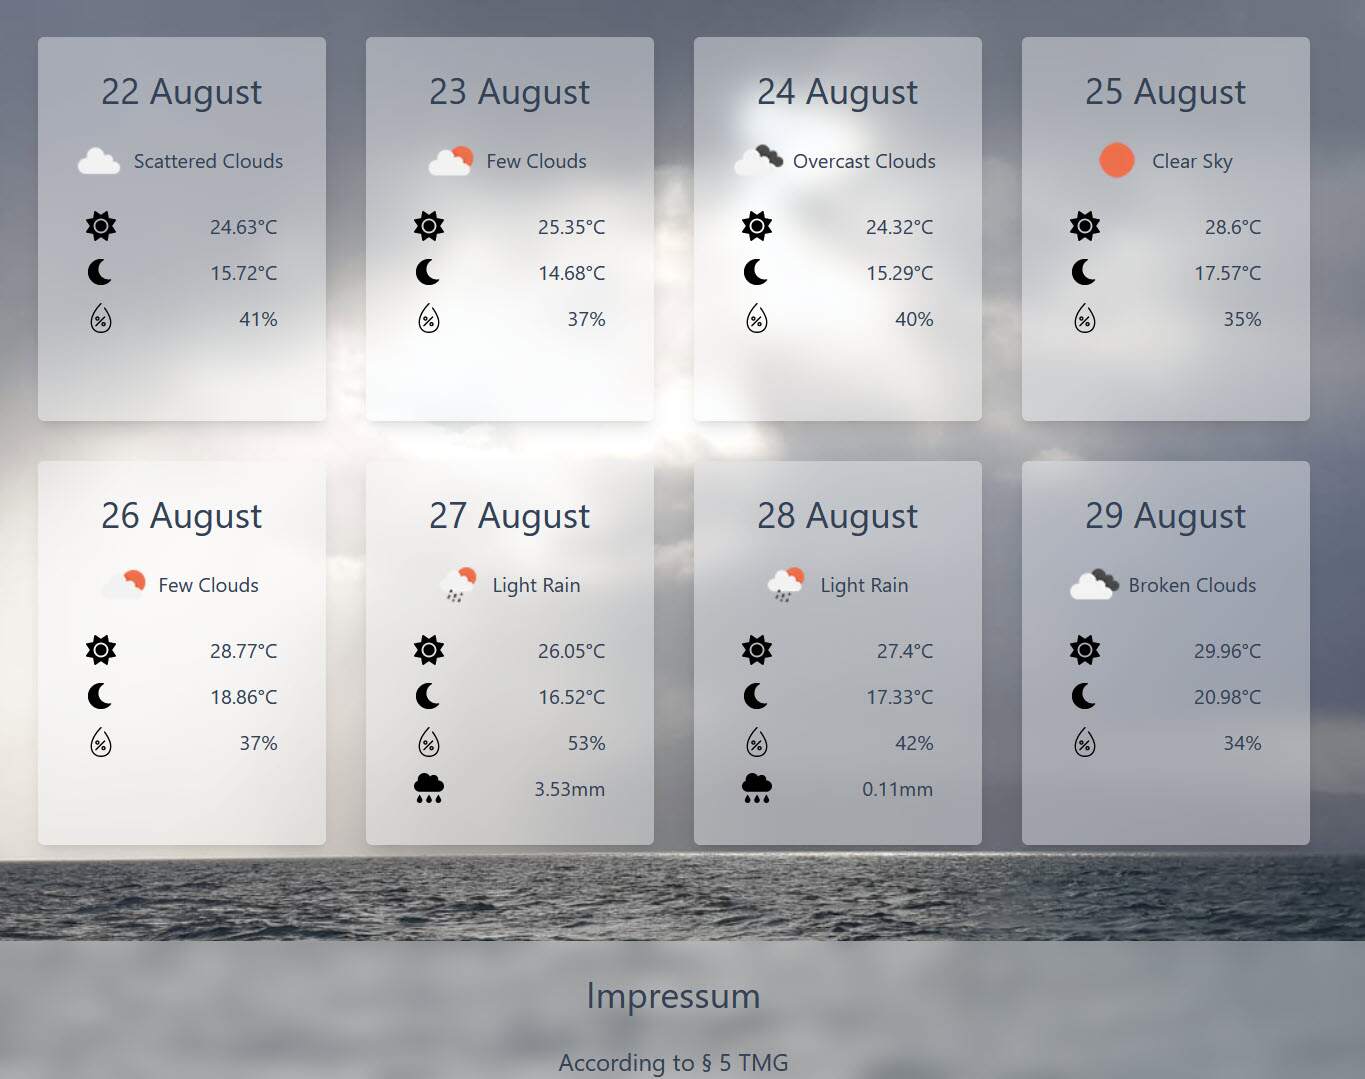 22 August
Scattered Clouds
24.63°C
15.72°C
41%
23 August
Few Clouds
25.35°C
14.68°C
37%
24 August
Overcast Clouds
24.32°C
15.29°C
40%
25 August
Clear Sky
28.6°C
17.57°C
35%
26 August
Few Clouds
28.77°C
18.86°C
37%
27 August
Light Rain
26.05°C
16.52°C
53%
3.53mm
28 August
Light Rain
27.4°C
17.33°C
42%
0.11mm
29 August
Broken Clouds
29.96°C
20.98°C
34%
Impressum
According to § 5 TMG